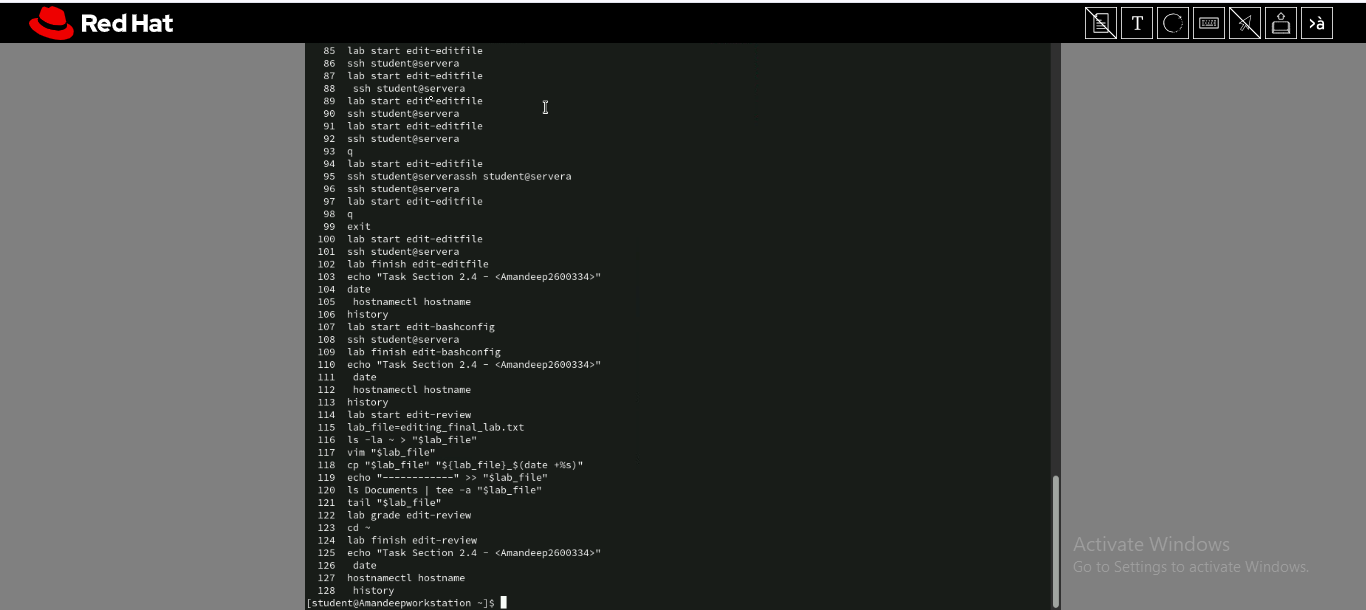 Red Hat
T
>à
85 lab start edit-editfile
86 ssh student@servera
87 lab start edit-editfile
88 ssh student@servera
89 lab start edit-editfile
90 ssh student@servera
91 lab start edit-editfile
92 ssh student@servera
93 q
94 lab start edit-editfile
95 ssh student@serverassh student@servera
96 ssh student@servera
97 lab start edit-editfile
98 q
99 exit
100 lab start edit-editfile
101 ssh student@servera
102 lab finish edit-editfile
103 echo "Task Section 2.4 - <Amandeep2600334>"
104 date
105 hostnamectl hostname
106 history
107 lab start edit-bashconfig
108 ssh student@servera
109 lab finish edit-bashconfig
110 echo "Task Section 2.4 - <Amandeep2600334>"
111 date
112 hostnamectl hostname
113 history
114 lab start edit-review
115 lab_file=editing_final_lab.txt
116 ls -la ~ > "$lab_file"
117 vim "$lab_file"
118 cp "$lab_file" "${lab_file}_$(date +%s)"
119 echo "------------" >> "$lab_file"
120 ls Documents | tee -a "$lab_file"
121 tail "$lab_file"
122 lab grade edit-review
123 cd ~
124 lab finish edit-review
125 echo "Task Section 2.4 - <Amandeep2600334>"
126 date
127 hostnamectl hostname
128 history
[student@Amandeepworkstation ~]$
Activate Windows
Go to Settings to activate Windows.